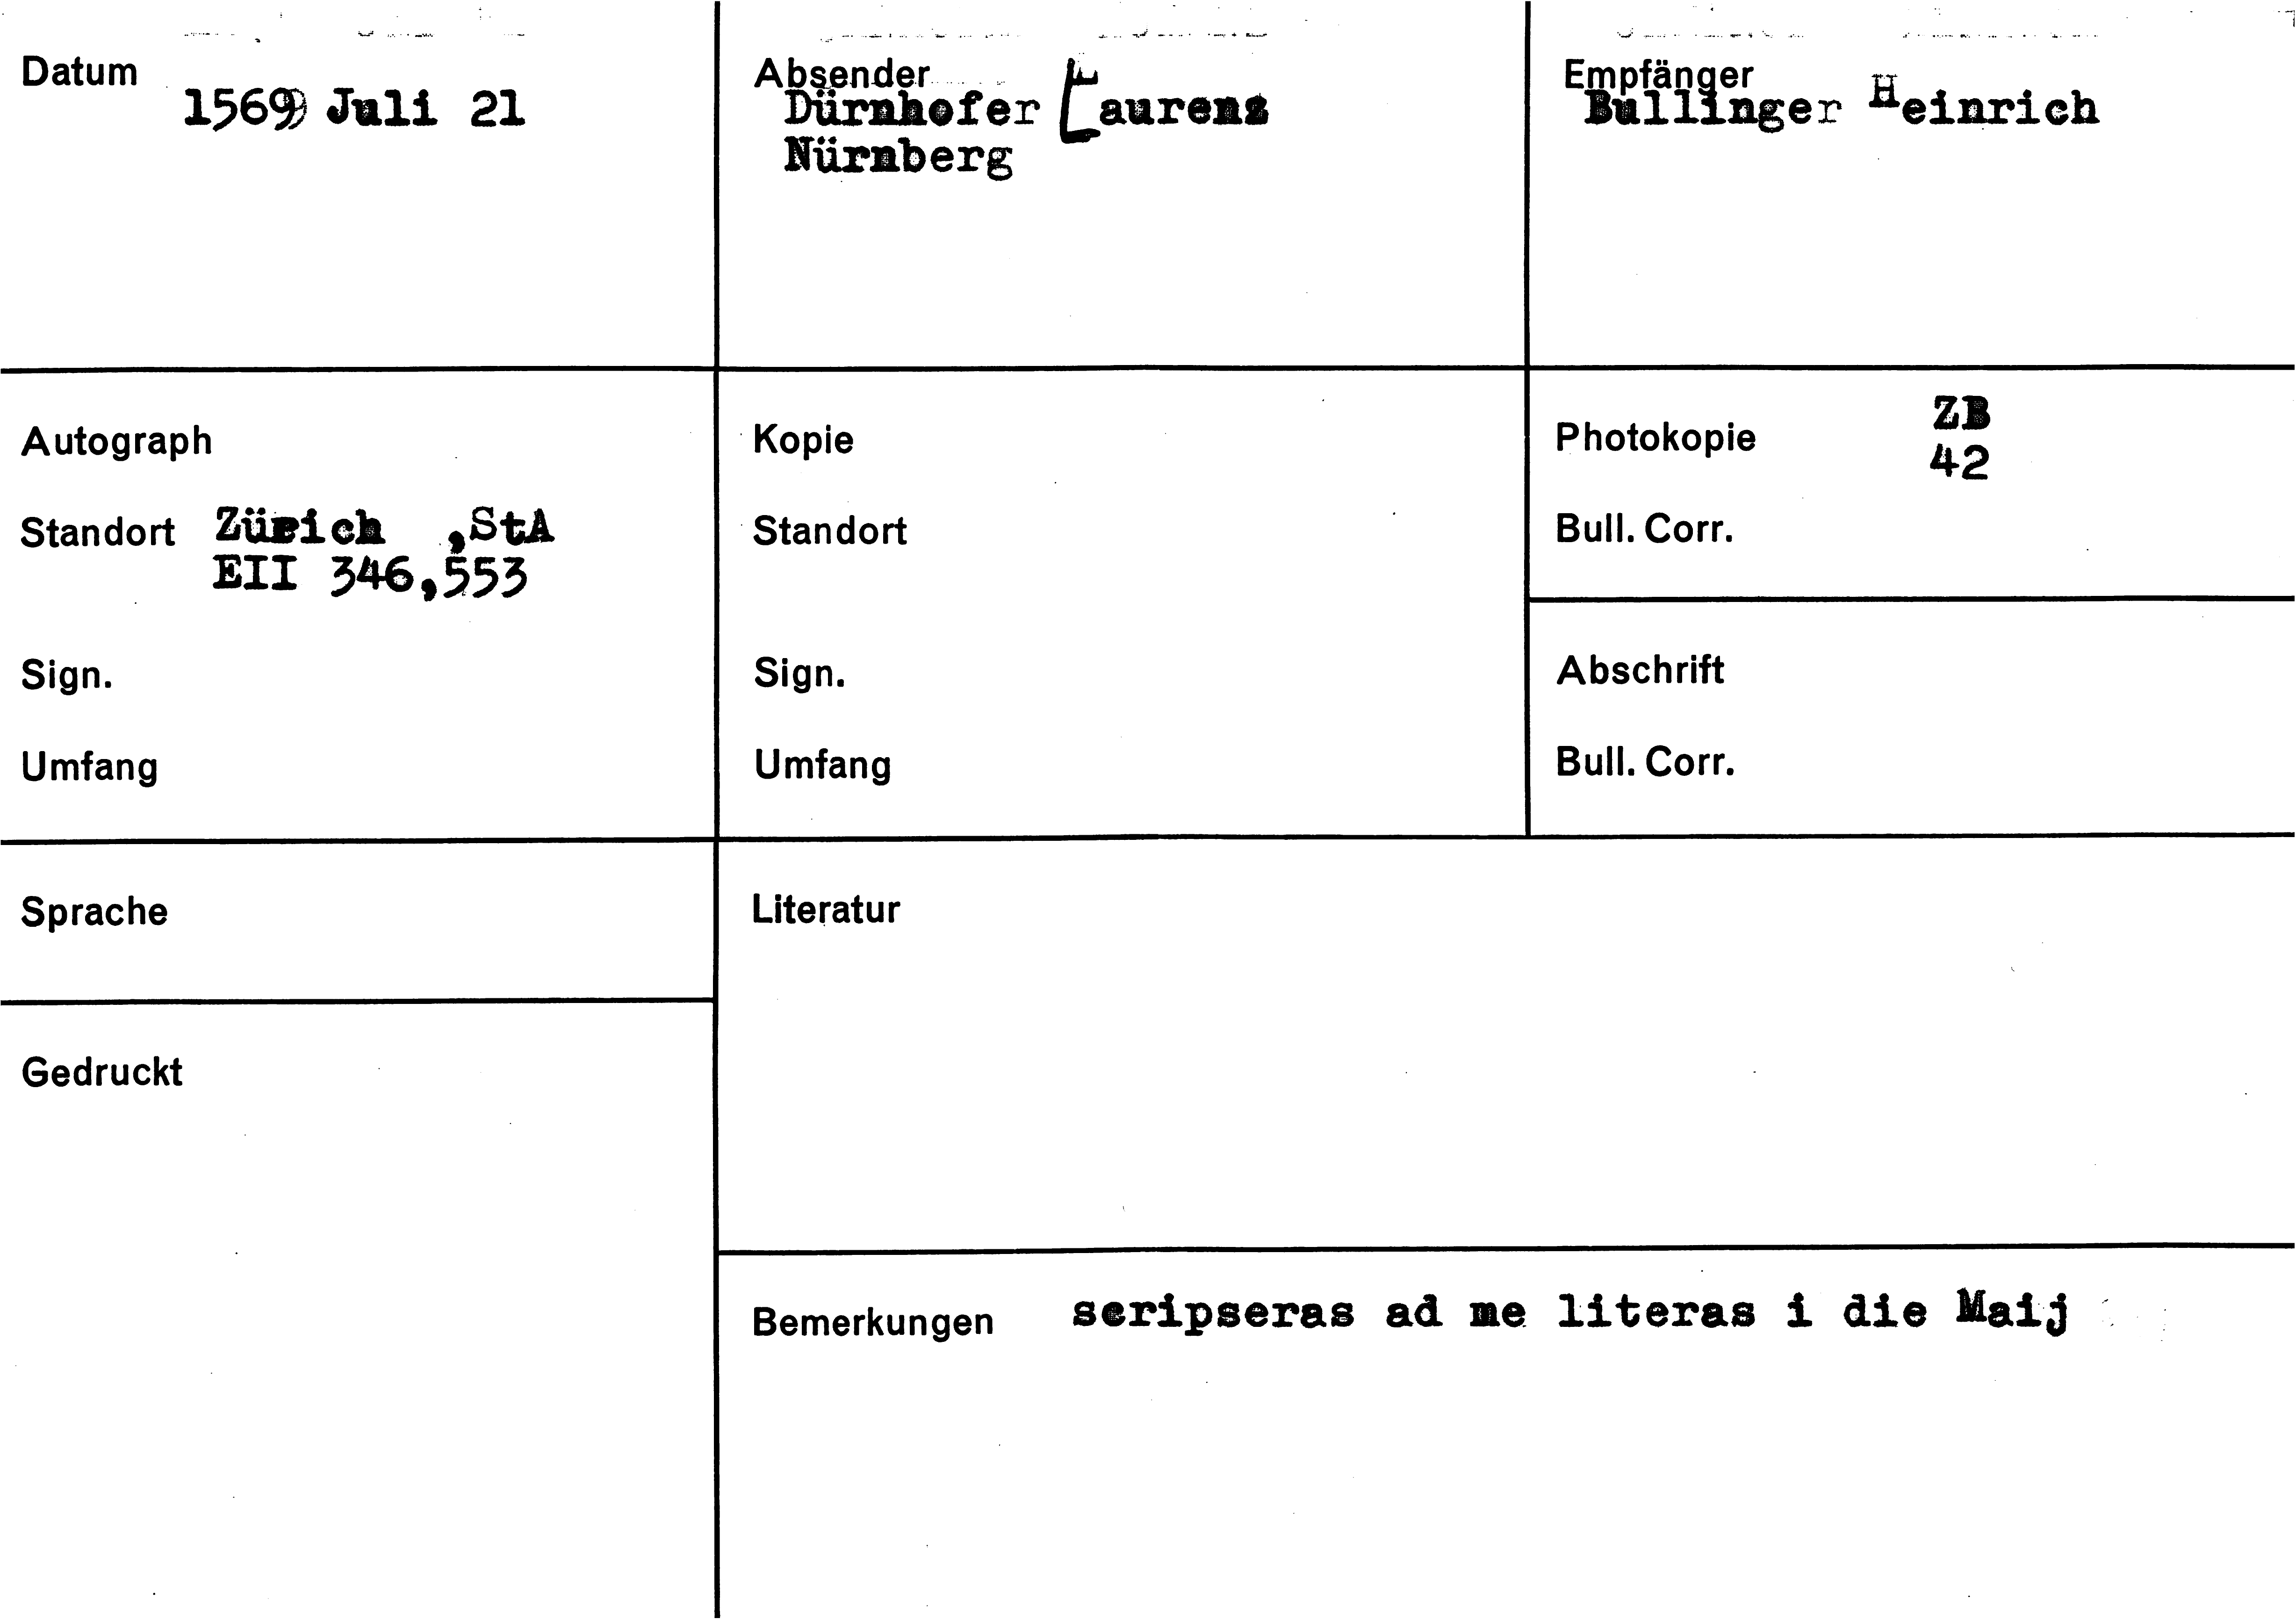 Datum
1569 Juli 21
Absender
Dürnhofer Laurenz
Nürnberg
Empfänger
Bullinger Heinrich
Autograph
Standort Zürich ,StA
EII 346,553
Sign.
Umfang
Kopie
Standort
Sign.
Umfang
Photokopie ZB
42
Bull. Corr.
Abschrift
Bull. Corr.
Sprache
Gedruckt
Literatur
Bemerkungen scripseras ad me literas i die Maij